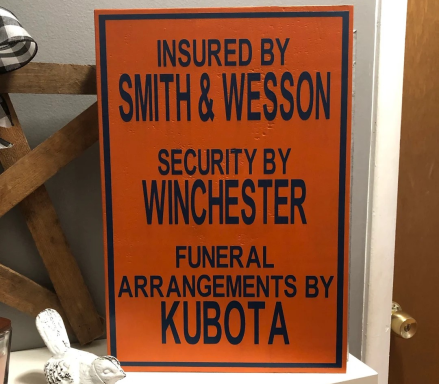 INSURED BY
SMITH & WESSON
SECURITY BY
WINCHESTER
FUNERAL
ARRANGEMENTS BY
KUBOTA